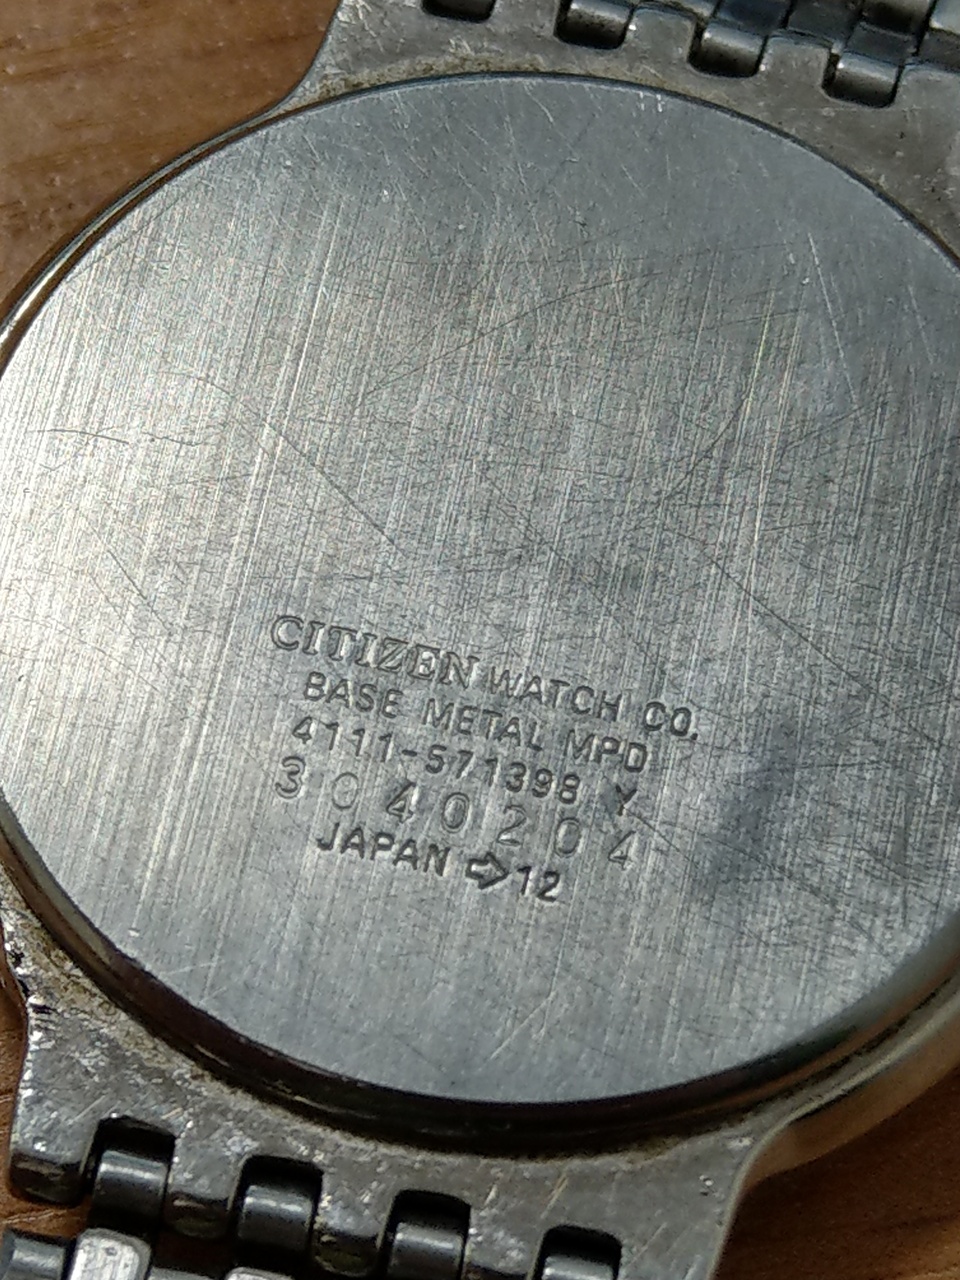 CITIZEN WATCH CO.
BASE METAL MPD
4111-571398 Y
3040204
JAPAN ⇨12